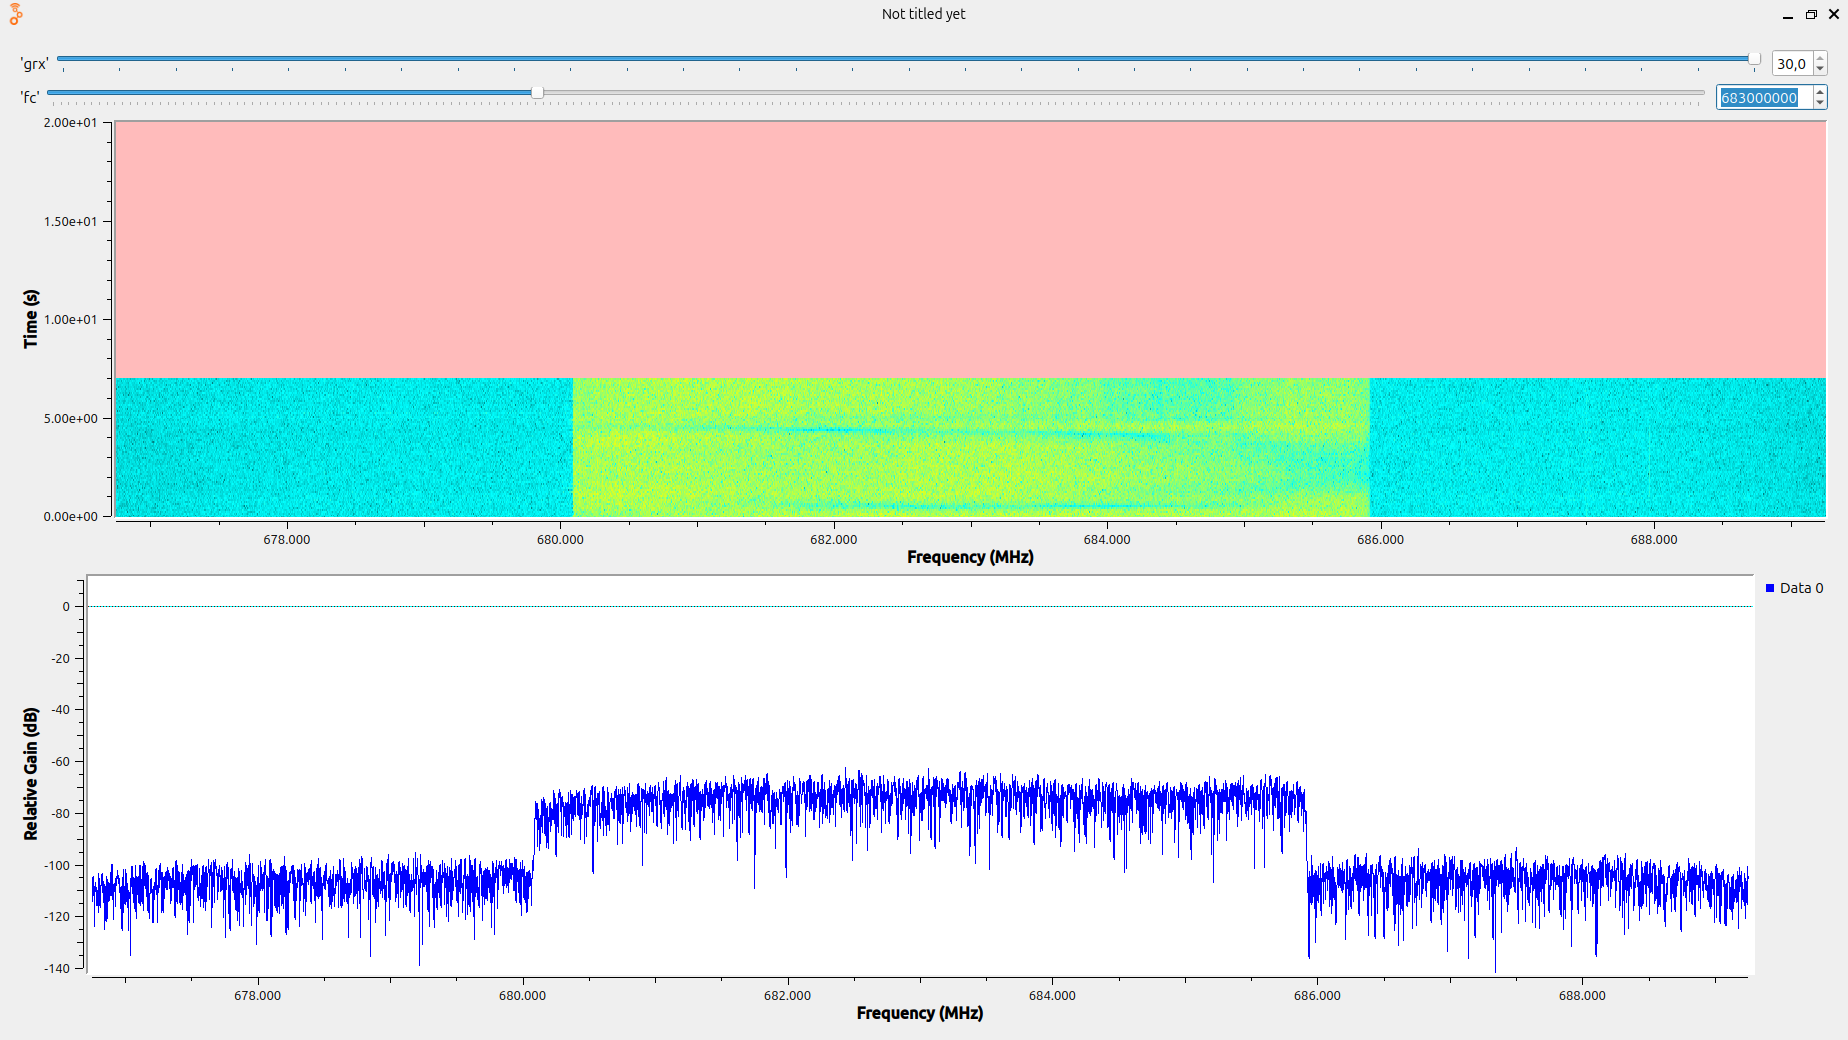 Not titled yet
'grx'
30,0
'fc'
683000000
2.00e+01
1.50e+01
1.00e+01
5.00e+00
0.00e+00
Time (s)
678.000 680.000 682.000 684.000 686.000 688.000
Frequency (MHz)
Data 0
0
-20
-40
-60
-80
-100
-120
-140
Relative Gain (dB)
678.000 680.000 682.000 684.000 686.000 688.000
Frequency (MHz)